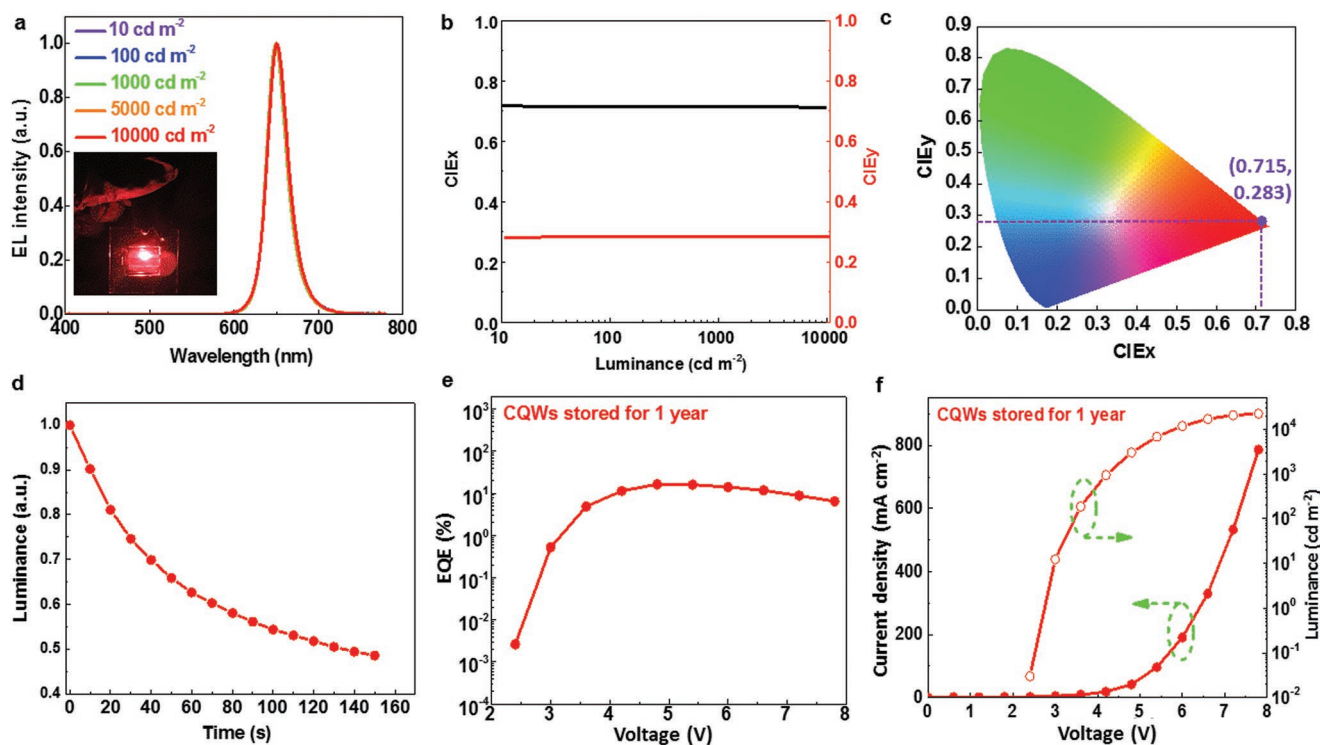 a
10 cd m⁻²
100 cd m⁻²
1000 cd m⁻²
5000 cd m⁻²
10000 cd m⁻²
EL intensity (a.u.)
1.0
0.8
0.6
0.4
0.2
0.0
400 500 600 700 800
Wavelength (nm)
b
CIEx
1.0
0.8
0.6
0.4
0.2
0.0
1.0
0.8
0.6
0.4
0.2
0.0
CIEy
10 100 1000 10000
Luminance (cd m⁻²)
c
CIEy
0.9
0.8
0.7
0.6
0.5
0.4
0.3
0.2
0.1
0.0
(0.715,
0.283)
0.0 0.1 0.2 0.3 0.4 0.5 0.6 0.7 0.8
CIEx
d
Luminance (a.u.)
1.0
0.9
0.8
0.7
0.6
0.5
0.4
0 20 40 60 80 100 120 140 160
Time (s)
e
CQWs stored for 1 year
EQE (%)
10³
10²
10¹
10⁰
10⁻¹
10⁻²
10⁻³
10⁻⁴
2 3 4 5 6 7 8
Voltage (V)
f
CQWs stored for 1 year
Current density (mA cm⁻²)
800
600
400
200
0
10⁴
10³
10²
10¹
10⁰
10⁻¹
10⁻²
Luminance (cd m⁻²)
0 1 2 3 4 5 6 7 8
Voltage (V)